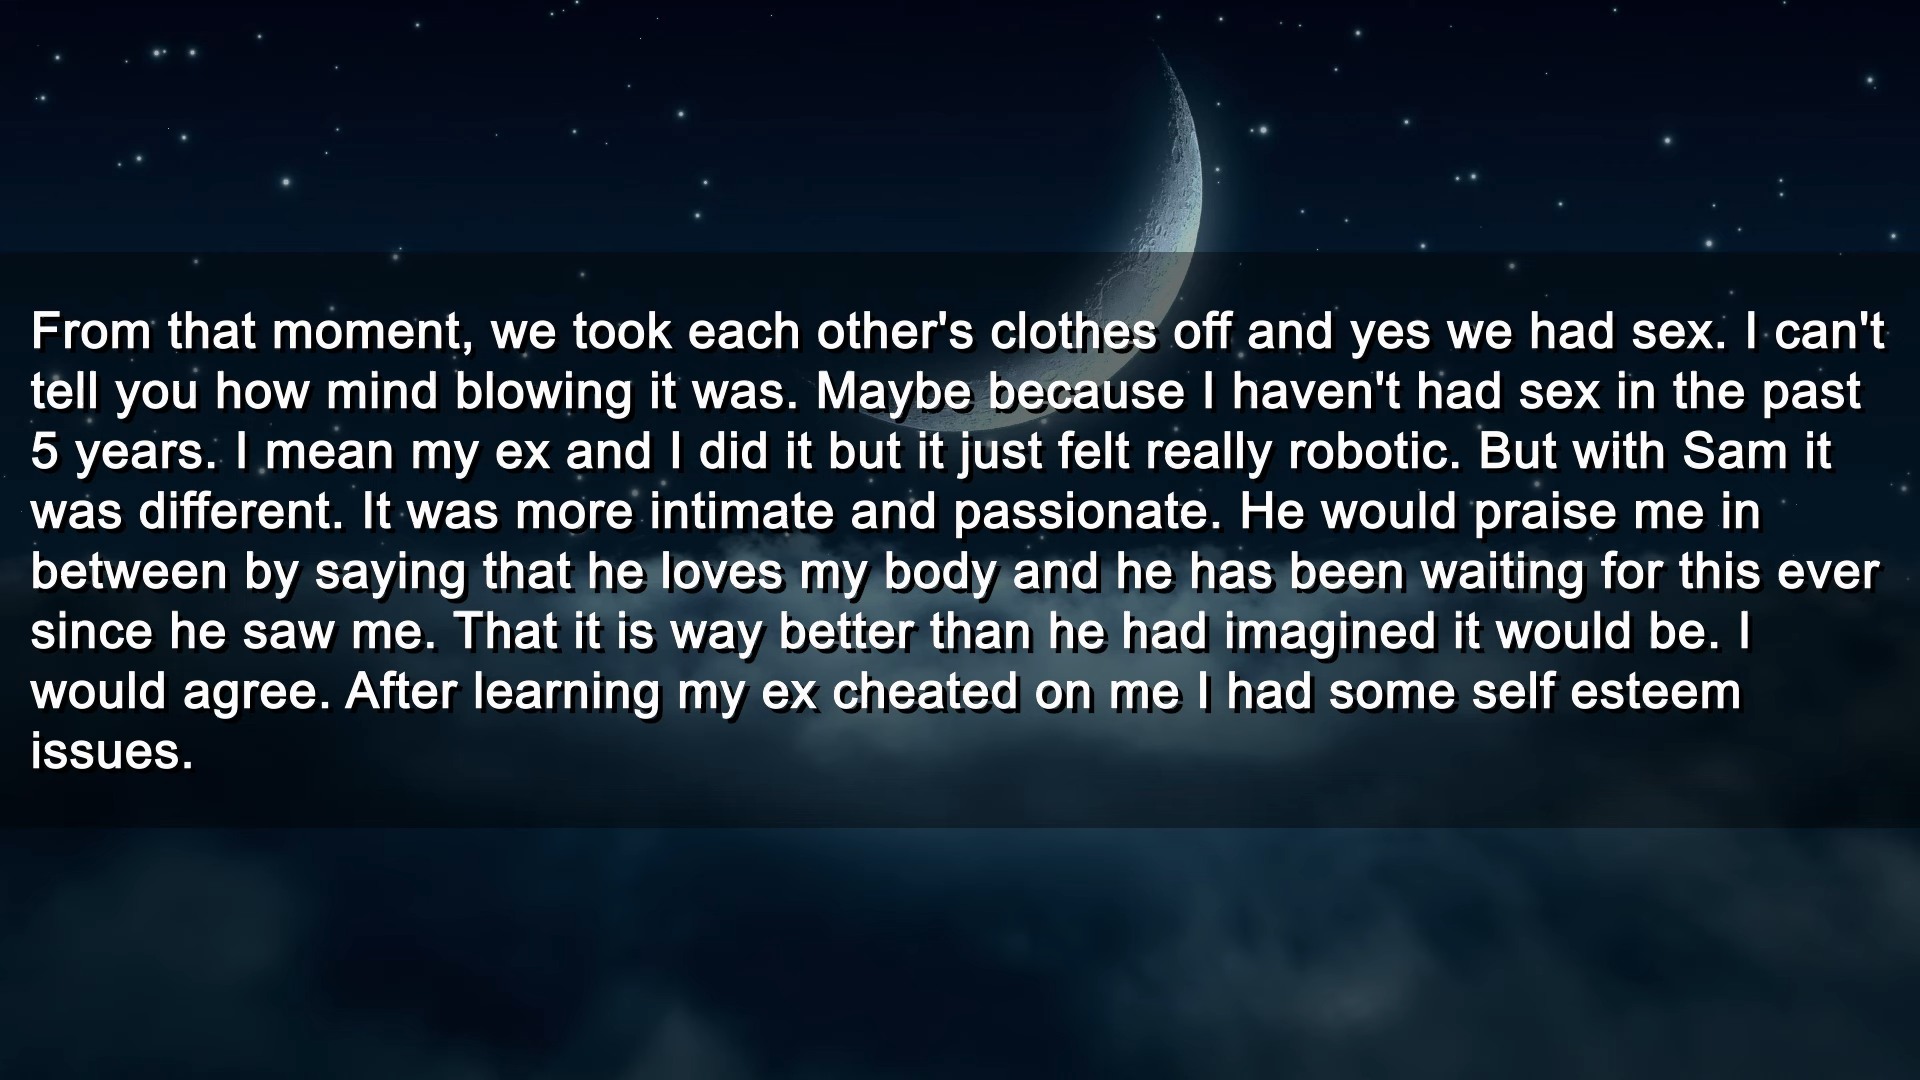 From that moment, we took each other's clothes off and yes we had sex. I can't
tell you how mind blowing it was. Maybe because I haven't had sex in the past
5 years. I mean my ex and I did it but it just felt really robotic. But with Sam it
was different. It was more intimate and passionate. He would praise me in
between by saying that he loves my body and he has been waiting for this ever
since he saw me. That it is way better than he had imagined it would be. I
would agree. After learning my ex cheated on me I had some self esteem
issues.